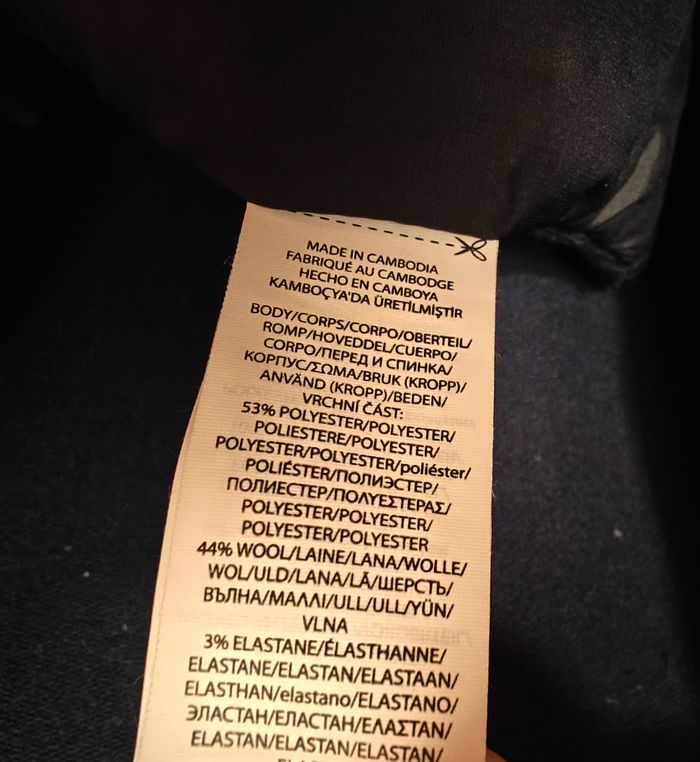 MADE IN CAMBODIA
FABRIQUÉ AU CAMBODGE
HECHO EN CAMBOYA
KAMBOÇYA'DA ÜRETİLMİŞTİR
BODY/CORPS/CORPO/OBERTEIL/
ROMP/HOVEDDEL/CUERPO/
CORPO/ПЕРЕД И СПИНКА/
КОРПУС/ΣΩΜΑ/BRUK (KROPP)/
ANVÄND (KROPP)/BEDEN/
VRCHNÍ ČÁST:
53% POLYESTER/POLYESTER/
POLIESTERE/POLYESTER/
POLYESTER/POLYESTER/poliéster/
POLIÉSTER/ПОЛИЭСТЕР/
ПОЛИЕСТЕР/ΠΟΛΥΕΣΤΕΡΑΣ/
POLYESTER/POLYESTER/
POLYESTER/POLYESTER
44% WOOL/LAINE/LANA/WOLLE/
WOL/ULD/LANA/LÃ/ШЕРСТЬ/
ВЪЛНА/ΜΑΛΛΙ/ULL/ULL/YÜN/
VLNA
3% ELASTANE/ÉLASTHANNE/
ELASTANE/ELASTAN/ELASTAAN/
ELASTHAN/elastano/ELASTANO/
ЭЛАСТАН/ЕЛАСТАН/ΕΛΑΣΤΑΝ/
ELASTAN/ELASTAN/ELASTAN/